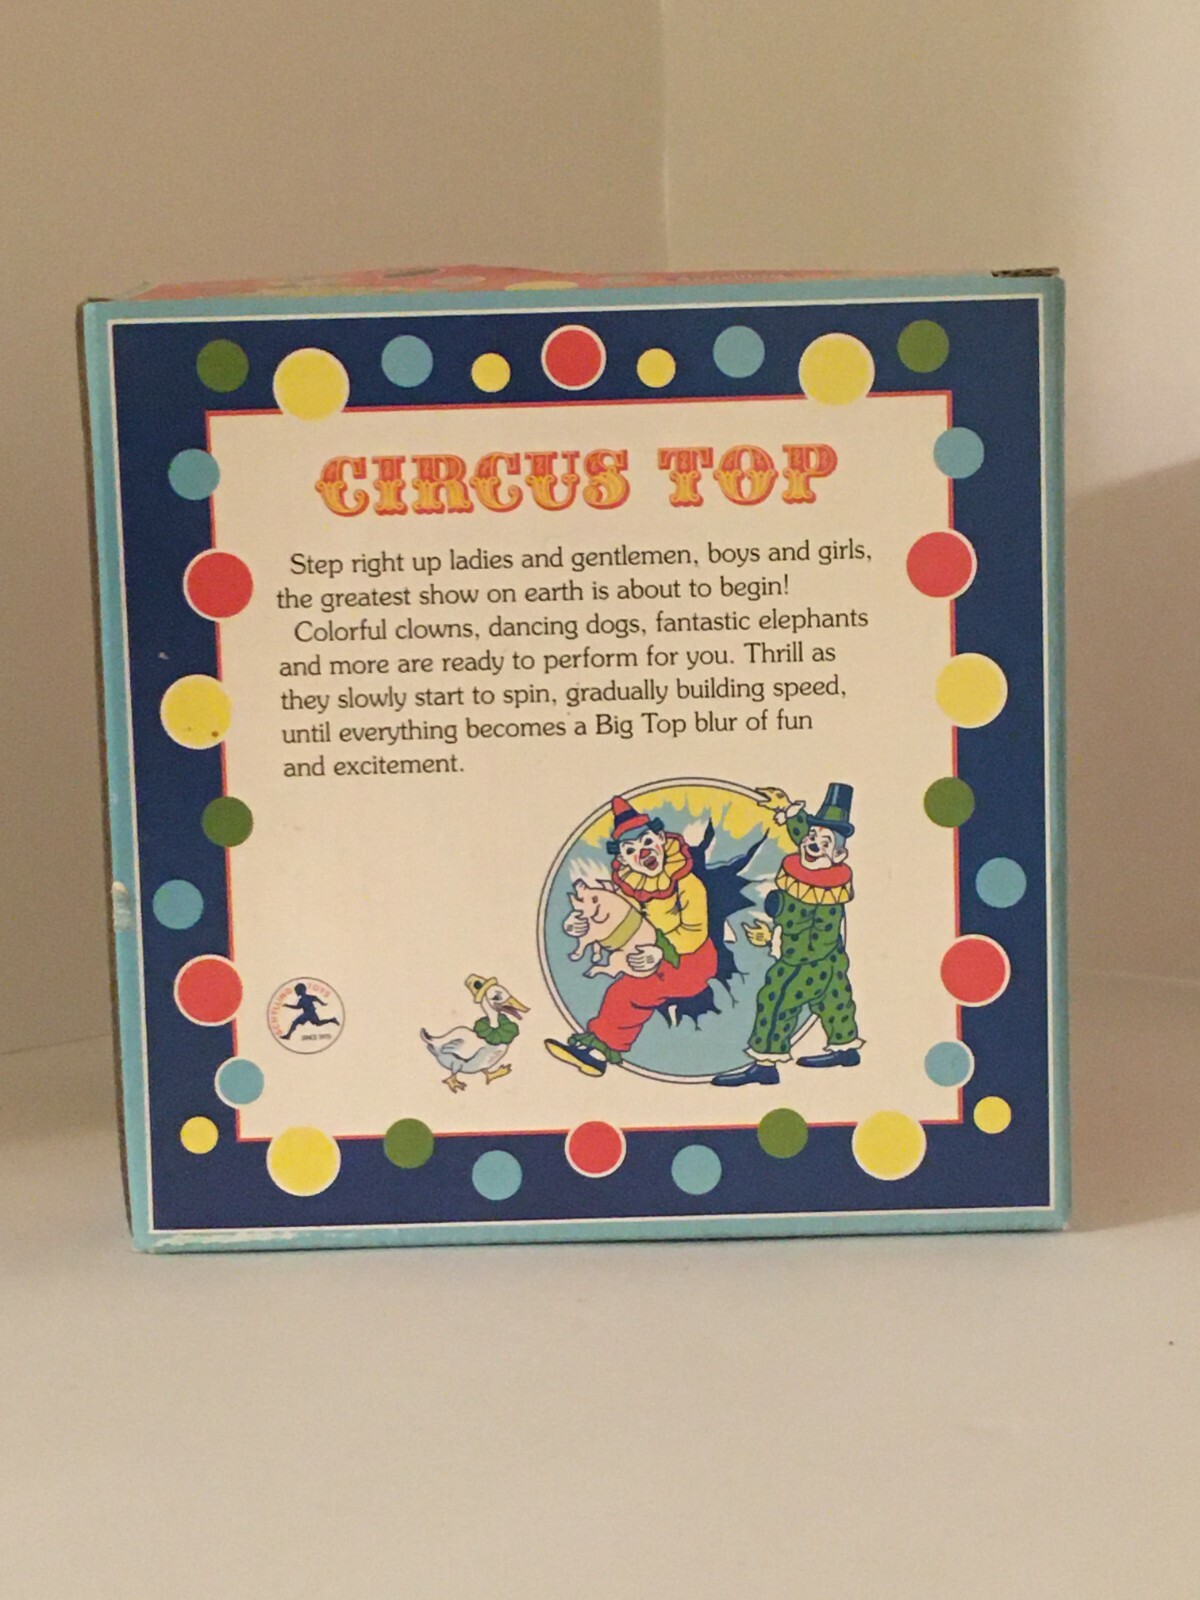 CIRCUS TOP
Step right up ladies and gentlemen, boys and girls,
the greatest show on earth is about to begin!
Colorful clowns, dancing dogs, fantastic elephants
and more are ready to perform for you. Thrill as
they slowly start to spin, gradually building speed,
until everything becomes a Big Top blur of fun
and excitement.
SCHYLLING TOYS